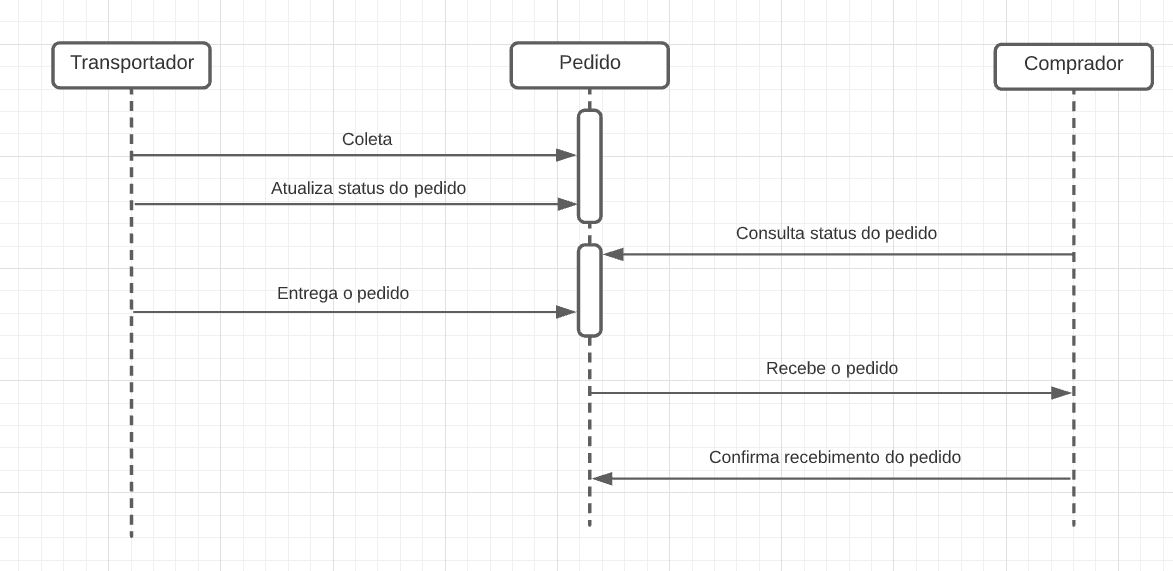 Transportador
Pedido
Comprador
Coleta
Atualiza status do pedido
Consulta status do pedido
Entrega o pedido
Recebe o pedido
Confirma recebimento do pedido